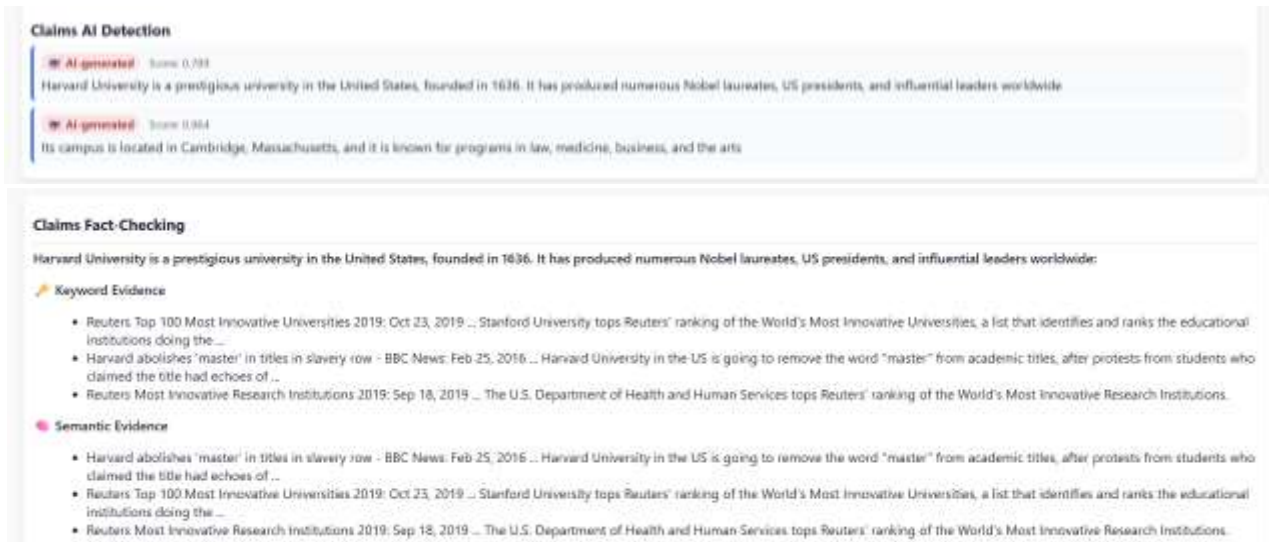 Claims AI Detection
AI-generated Score: 0.789
Harvard University is a prestigious university in the United States, founded in 1636. It has produced numerous Nobel laureates, US presidents, and influential leaders worldwide
AI-generated Score: 0.864
Its campus is located in Cambridge, Massachusetts, and it is known for programs in law, medicine, business, and the arts
Claims Fact-Checking
Harvard University is a prestigious university in the United States, founded in 1636. It has produced numerous Nobel laureates, US presidents, and influential leaders worldwide:
Keyword Evidence
• Reuters Top 100 Most Innovative Universities 2019: Oct 23, 2019 ... Stanford University tops Reuters' ranking of the World's Most Innovative Universities, a list that identifies and ranks the educational
institutions doing the ...
• Harvard abolishes 'master' in titles in slavery row - BBC News: Feb 25, 2016 ... Harvard University in the US is going to remove the word "master" from academic titles, after protests from students who
claimed the title had echoes of ...
• Reuters Most Innovative Research Institutions 2019: Sep 18, 2019 ... The U.S. Department of Health and Human Services tops Reuters' ranking of the World's Most Innovative Research Institutions.
Semantic Evidence
• Harvard abolishes 'master' in titles in slavery row - BBC News: Feb 25, 2016 ... Harvard University in the US is going to remove the word "master" from academic titles, after protests from students who
claimed the title had echoes of ...
• Reuters Top 100 Most Innovative Universities 2019: Oct 23, 2019 ... Stanford University tops Reuters' ranking of the World's Most Innovative Universities, a list that identifies and ranks the educational
institutions doing the ...
• Reuters Most Innovative Research Institutions 2019: Sep 18, 2019 ... The U.S. Department of Health and Human Services tops Reuters' ranking of the World's Most Innovative Research Institutions.